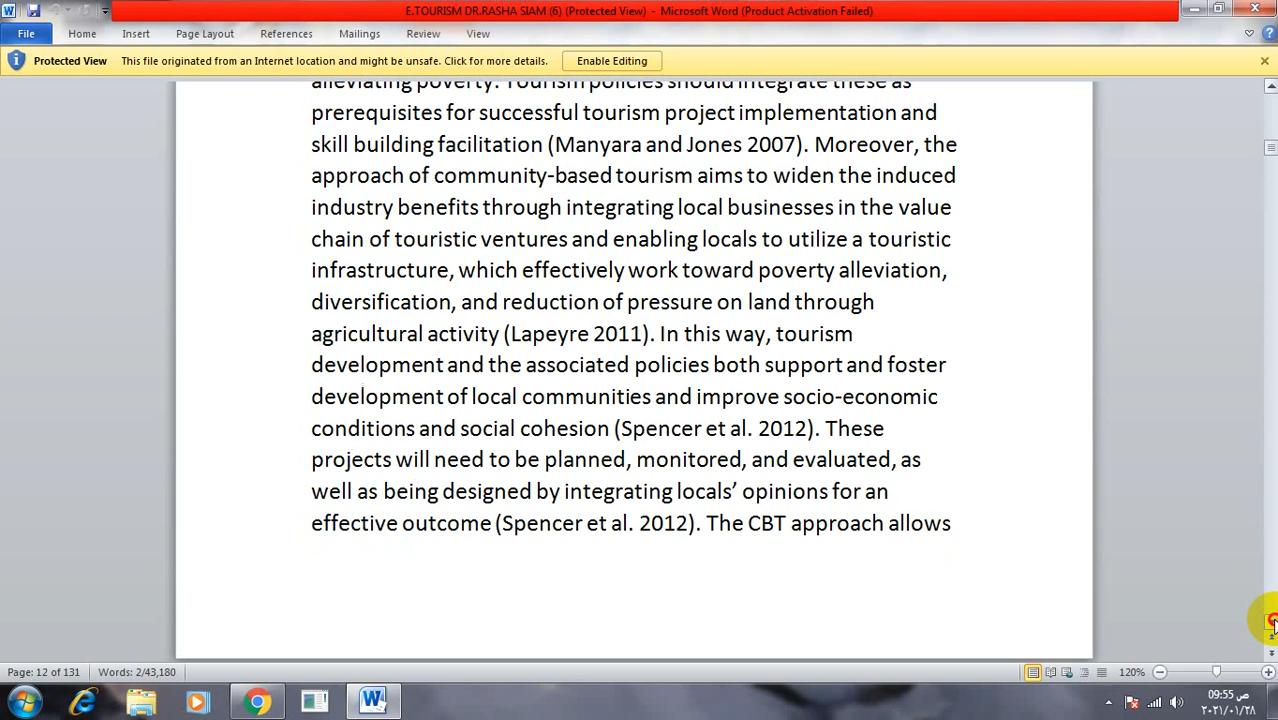 E.TOURISM DR.RASHA SIAM (6) (Protected View) - Microsoft Word (Product Activation Failed)
File Home Insert Page Layout References Mailings Review View
Protected View This file originated from an Internet location and might be unsafe. Click for more details. Enable Editing
alleviating poverty. Tourism policies should integrate these as
prerequisites for successful tourism project implementation and
skill building facilitation (Manyara and Jones 2007). Moreover, the
approach of community-based tourism aims to widen the induced
industry benefits through integrating local businesses in the value
chain of touristic ventures and enabling locals to utilize a touristic
infrastructure, which effectively work toward poverty alleviation,
diversification, and reduction of pressure on land through
agricultural activity (Lapeyre 2011). In this way, tourism
development and the associated policies both support and foster
development of local communities and improve socio-economic
conditions and social cohesion (Spencer et al. 2012). These
projects will need to be planned, monitored, and evaluated, as
well as being designed by integrating locals’ opinions for an
effective outcome (Spencer et al. 2012). The CBT approach allows
Page: 12 of 131 Words: 2/43,180 120%
09:55 ص
٢٠٢١/٠١/٢٨